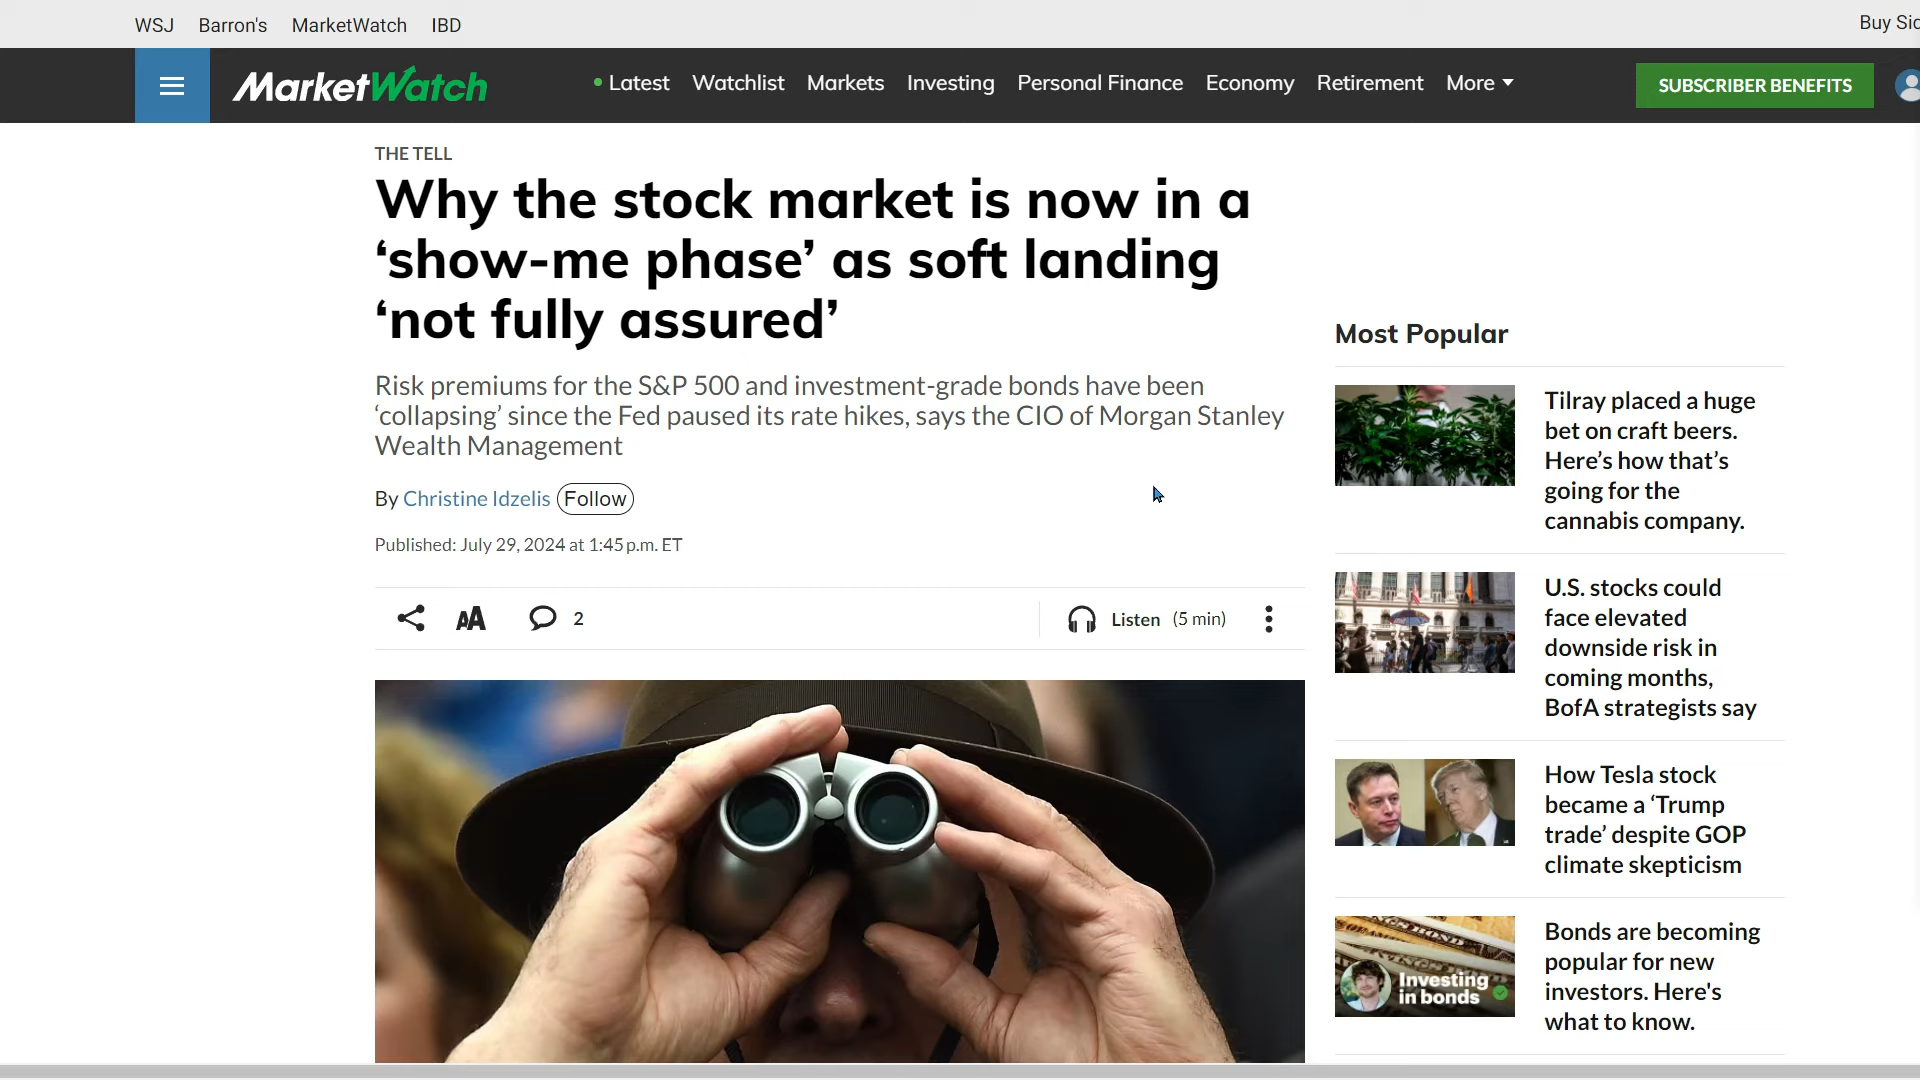 WSJ Barron's MarketWatch IBD
MarketWatch
Latest Watchlist Markets Investing Personal Finance Economy Retirement More
SUBSCRIBER BENEFITS
THE TELL
Why the stock market is now in a
‘show-me phase’ as soft landing
‘not fully assured’
Risk premiums for the S&P 500 and investment-grade bonds have been
‘collapsing’ since the Fed paused its rate hikes, says the CIO of Morgan Stanley
Wealth Management
By Christine Idzelis Follow
Published: July 29, 2024 at 1:45 p.m. ET
AA 2
Listen (5 min)
Most Popular
Tilray placed a huge
bet on craft beers.
Here’s how that’s
going for the
cannabis company.
U.S. stocks could
face elevated
downside risk in
coming months,
BofA strategists say
How Tesla stock
became a ‘Trump
trade’ despite GOP
climate skepticism
Investing
in bonds
Bonds are becoming
popular for new
investors. Here's
what to know.